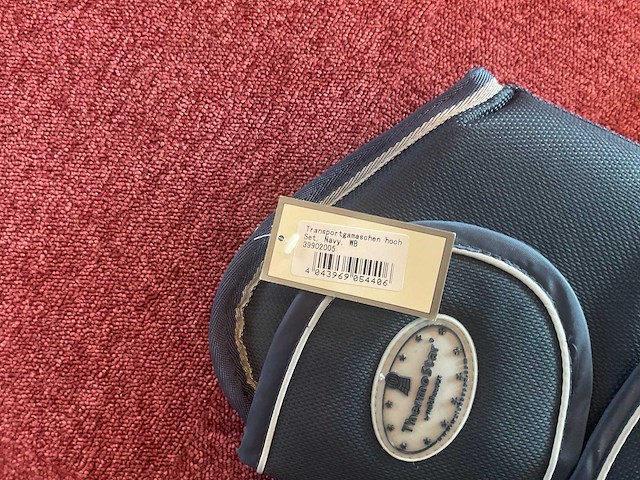 Transportgamaschen hoch
Set, Navy, WB
39902005
4 043969 054406
ThermoStar®